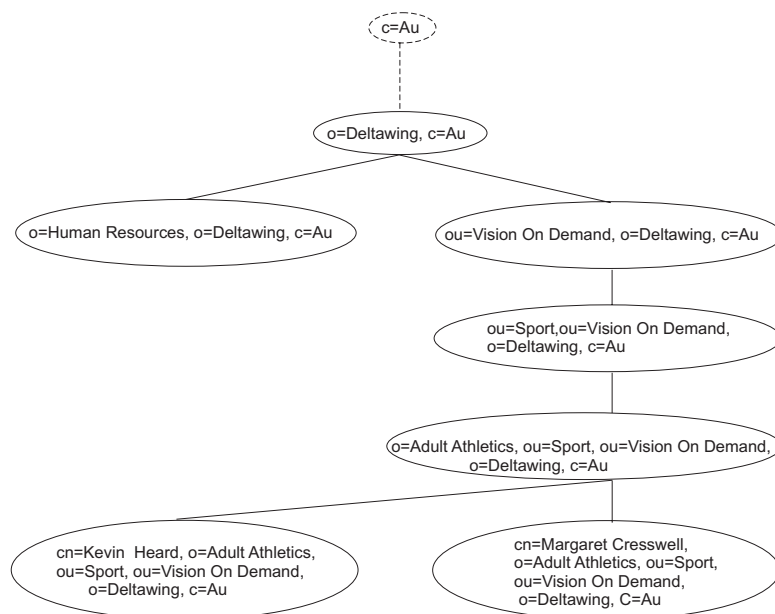 c=Au
o=Deltawing, c=Au
o=Human Resources, o=Deltawing, c=Au
ou=Vision On Demand, o=Deltawing, c=Au
ou=Sport,ou=Vision On Demand,
o=Deltawing, c=Au
o=Adult Athletics, ou=Sport, ou=Vision On Demand,
o=Deltawing, c=Au
cn=Kevin Heard, o=Adult Athletics,
ou=Sport, ou=Vision On Demand,
o=Deltawing, c=Au
cn=Margaret Cresswell,
o=Adult Athletics, ou=Sport,
ou=Vision On Demand,
o=Deltawing, C=Au